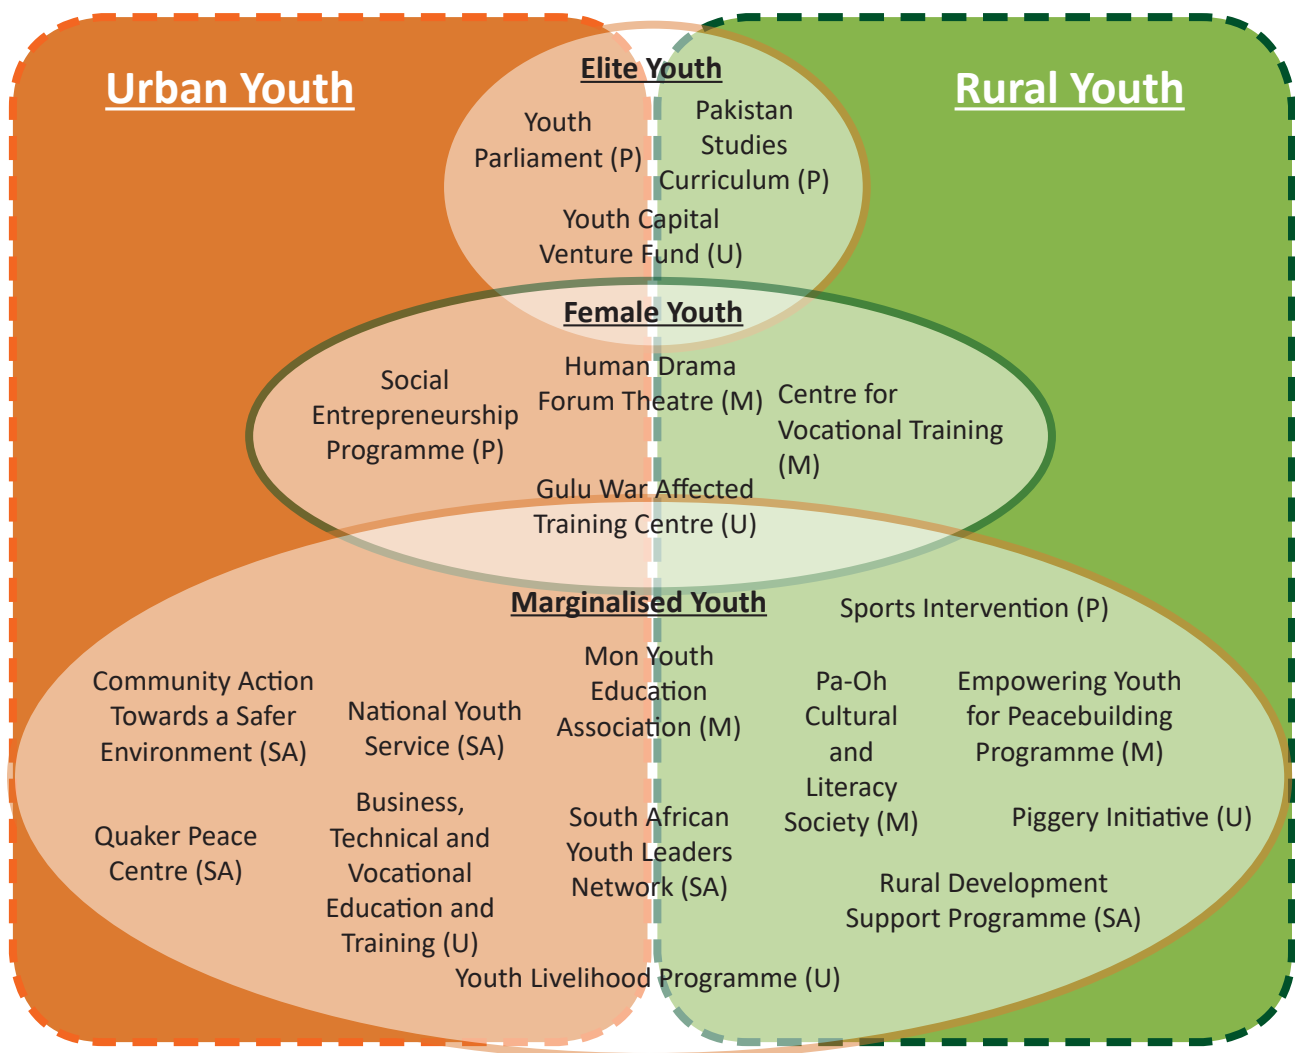 Urban Youth
Rural Youth
Elite Youth
Youth
Parliament (P)
Pakistan
Studies
Curriculum (P)
Youth Capital
Venture Fund (U)
Female Youth
Social
Entrepreneurship
Programme (P)
Human Drama
Forum Theatre (M)
Centre for
Vocational Training
(M)
Gulu War Affected
Training Centre (U)
Marginalised Youth
Sports Intervention (P)
Community Action
Towards a Safer
Environment (SA)
National Youth
Service (SA)
Mon Youth
Education
Association (M)
Pa-Oh
Cultural
and
Literacy
Society (M)
Empowering Youth
for Peacebuilding
Programme (M)
Quaker Peace
Centre (SA)
Business,
Technical and
Vocational
Education and
Training (U)
South African
Youth Leaders
Network (SA)
Piggery Initiative (U)
Rural Development
Support Programme (SA)
Youth Livelihood Programme (U)